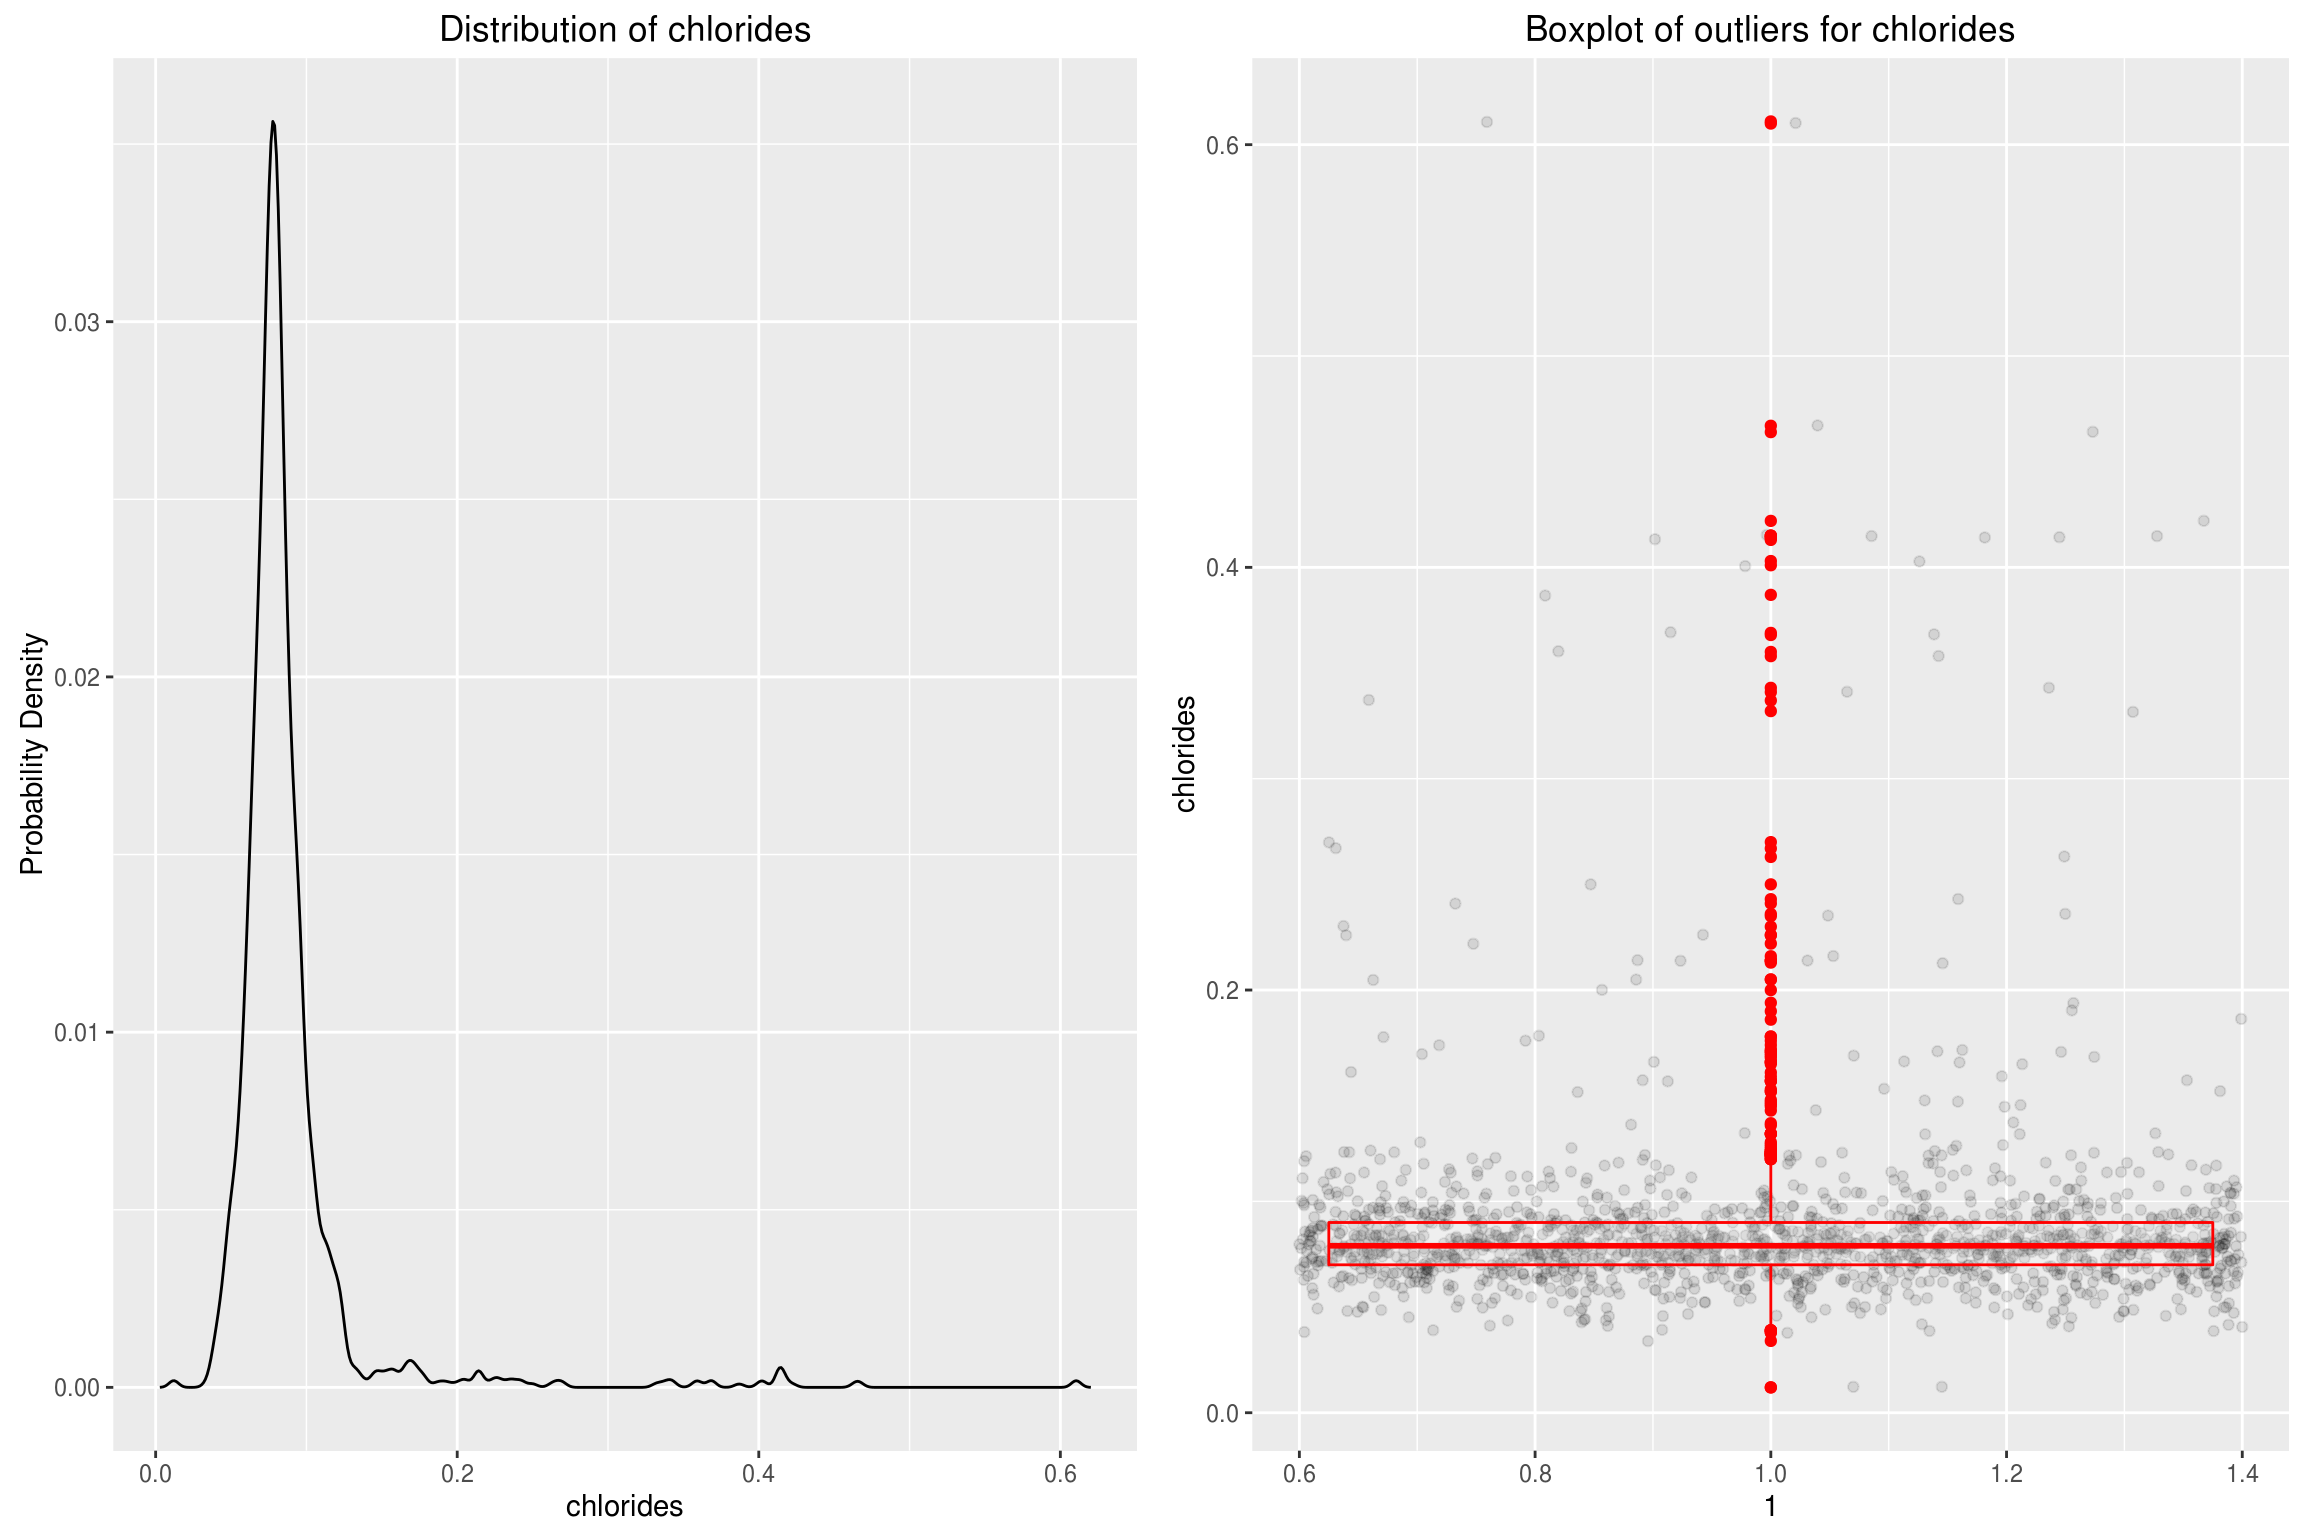 Distribution of chlorides
Probability Density
0.03
0.02
0.01
0.00
0.0 0.2 0.4 0.6
chlorides
Boxplot of outliers for chlorides
chlorides
0.6
0.4
0.2
0.0
0.6 0.8 1.0 1.2 1.4
1